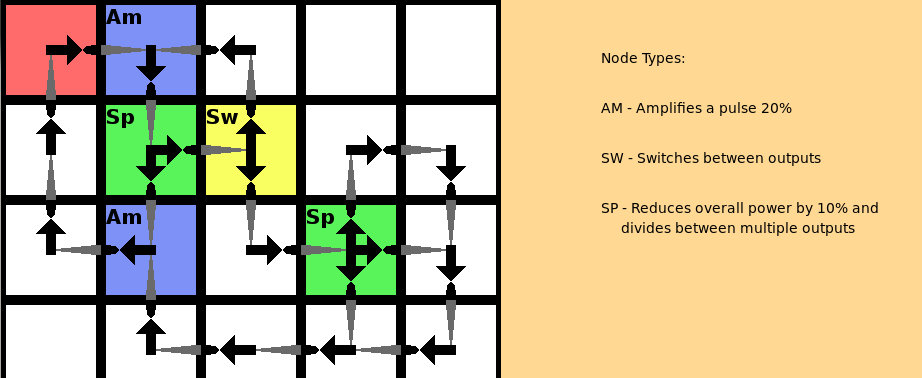 Am
Sp
Sw
Am
Sp
Node Types:
AM - Amplifies a pulse 20%
SW - Switches between outputs
SP - Reduces overall power by 10% and
divides between multiple outputs